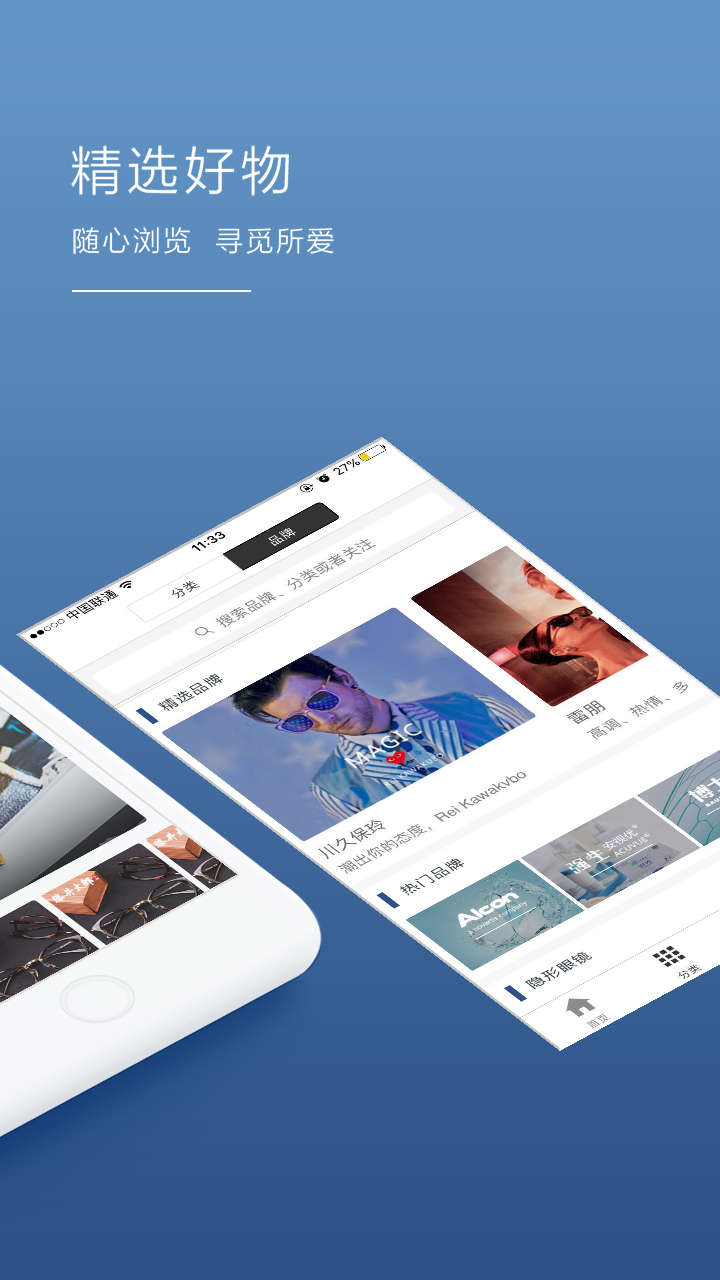 精选好物
随心浏览 寻觅所爱
中国联通 11:33 27%
分类 品牌
搜索品牌、分类或者关注
精选品牌
MAGIC
川久保玲
潮出你的态度，Rei Kawakvbo
雷朋
高调、热情、多
热门品牌
Alcon
a novartis company
强生 安视优®
ACUVUE®
博士
BAU
隐形眼镜
首页
分类